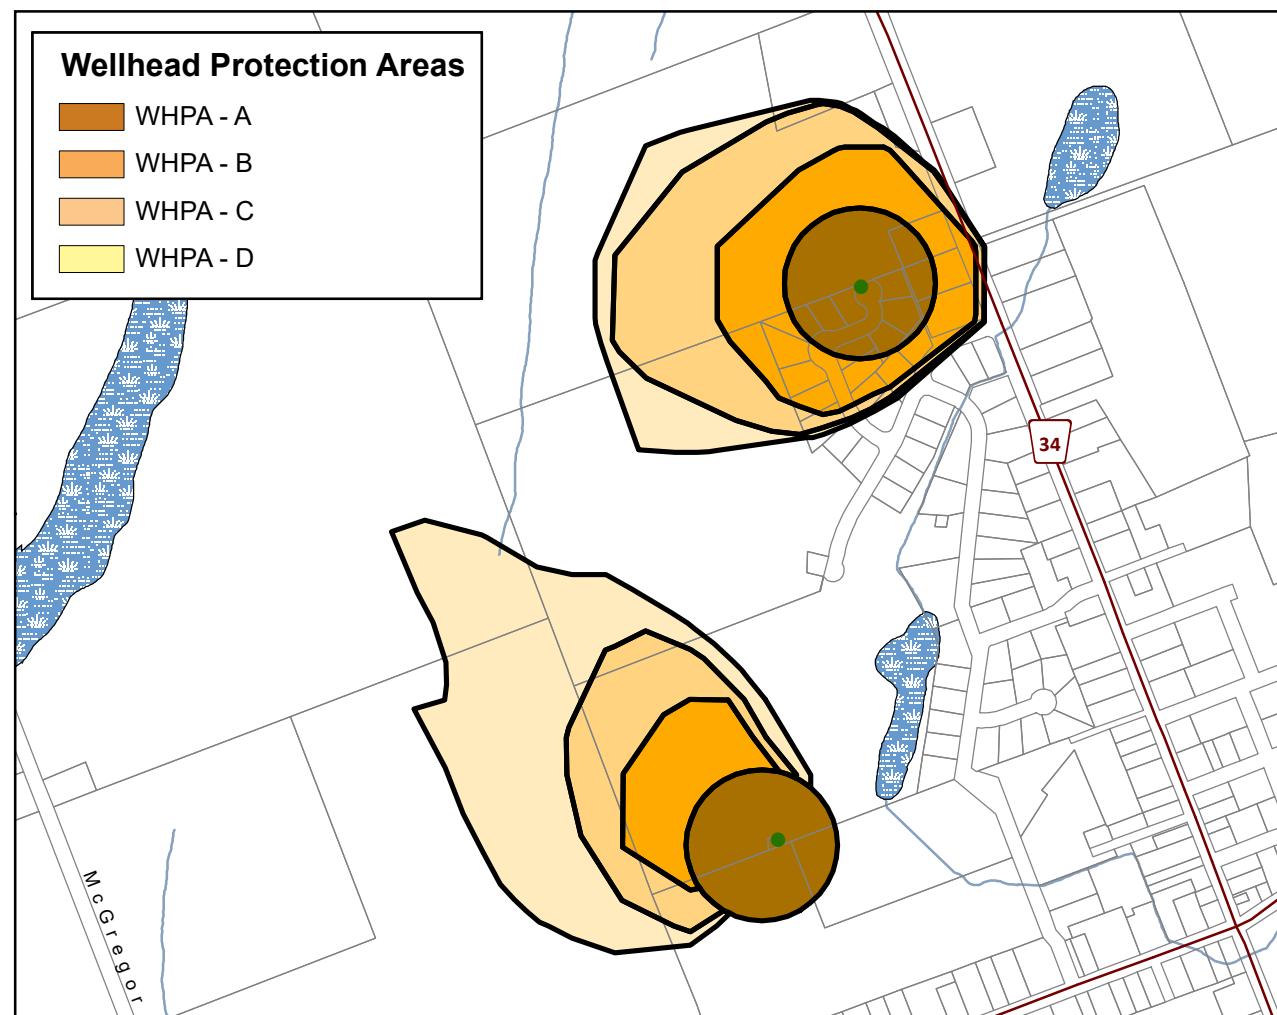 Wellhead Protection Areas
WHPA - A
WHPA - B
WHPA - C
WHPA - D
34
McGregor